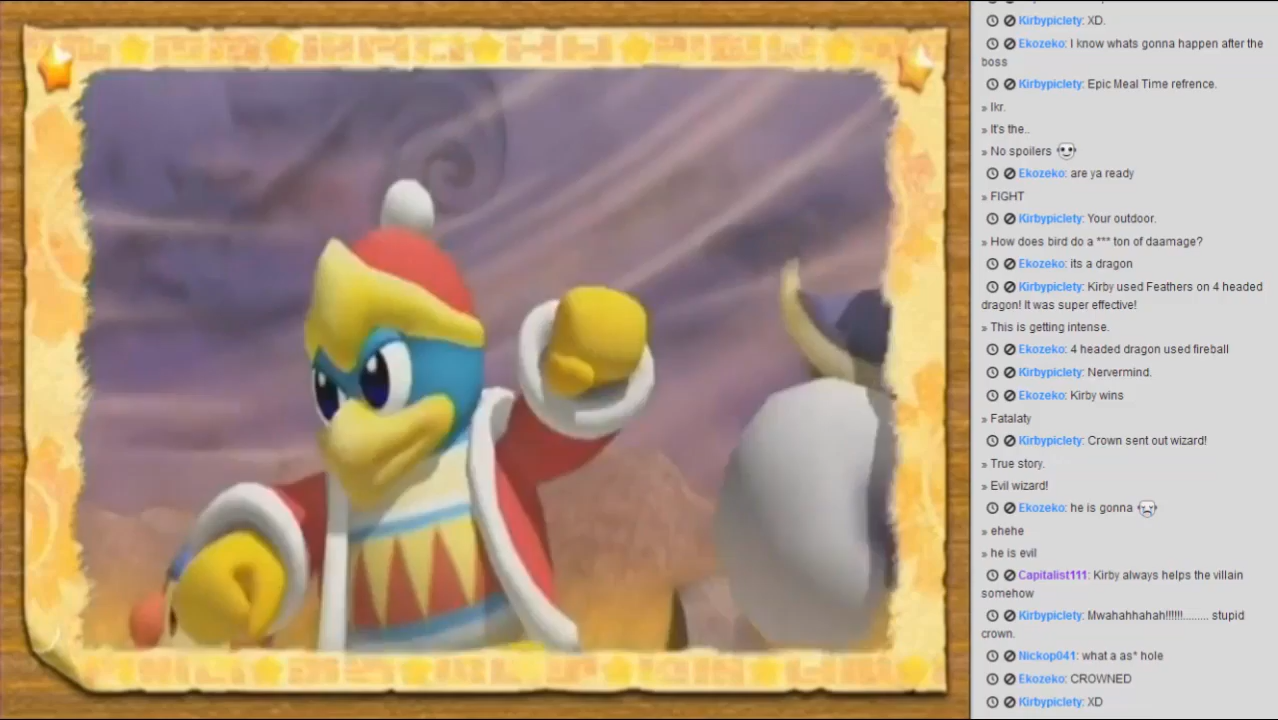 Kirbypiclety: XD.
Ekozeko: I know whats gonna happen after the
boss
Kirbypiclety: Epic Meal Time refrence.
» Ikr.
» It's the..
» No spoilers
Ekozeko: are ya ready
» FIGHT
Kirbypiclety: Your outdoor.
» How does bird do a *** ton of daamage?
Ekozeko: its a dragon
Kirbypiclety: Kirby used Feathers on 4 headed
dragon! It was super effective!
» This is getting intense.
Ekozeko: 4 headed dragon used fireball
Kirbypiclety: Nervermind.
Ekozeko: Kirby wins
» Fatalaty
Kirbypiclety: Crown sent out wizard!
» True story.
» Evil wizard!
Ekozeko: he is gonna
» ehehe
» he is evil
Capitalist111: Kirby always helps the villain
somehow
Kirbypiclety: Mwahahhahah!!!!!!......... stupid
crown.
Nickop041: what a as* hole
Ekozeko: CROWNED
Kirbypiclety: XD